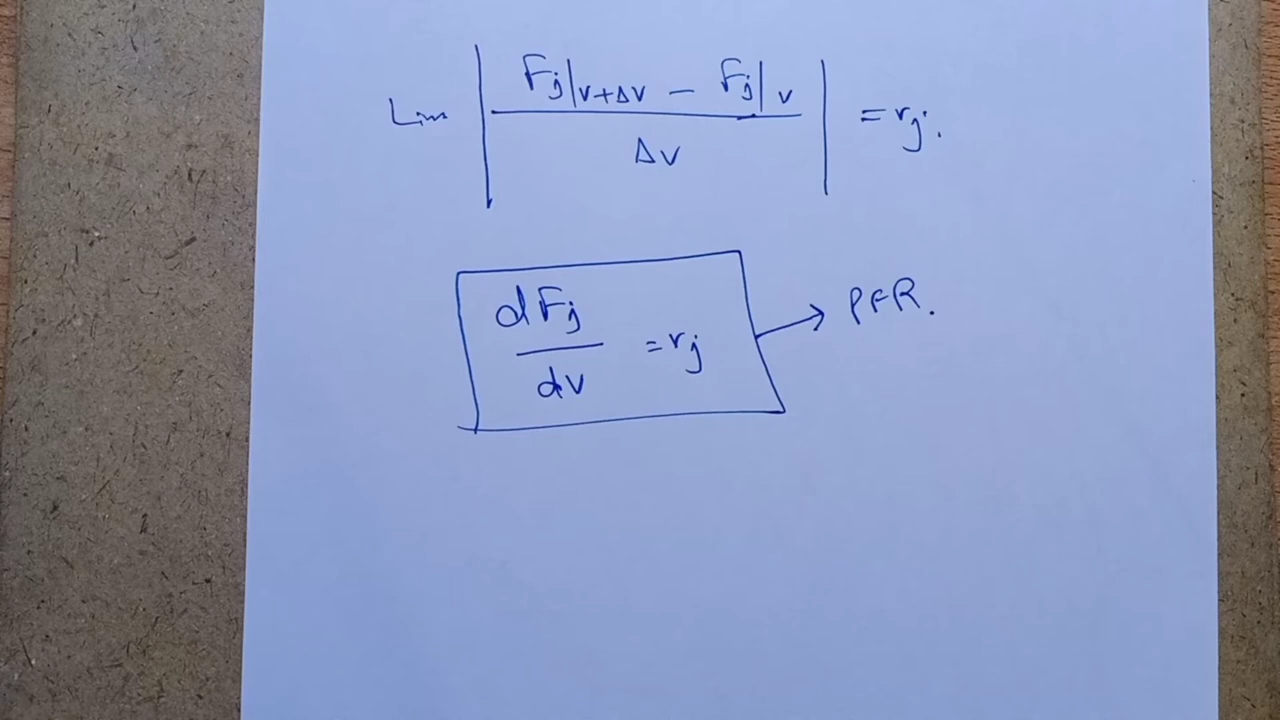 Lim | (Fj|v+Δv − Fj|v) / Δv | = rj.
dFj / dv = rj → PFR.